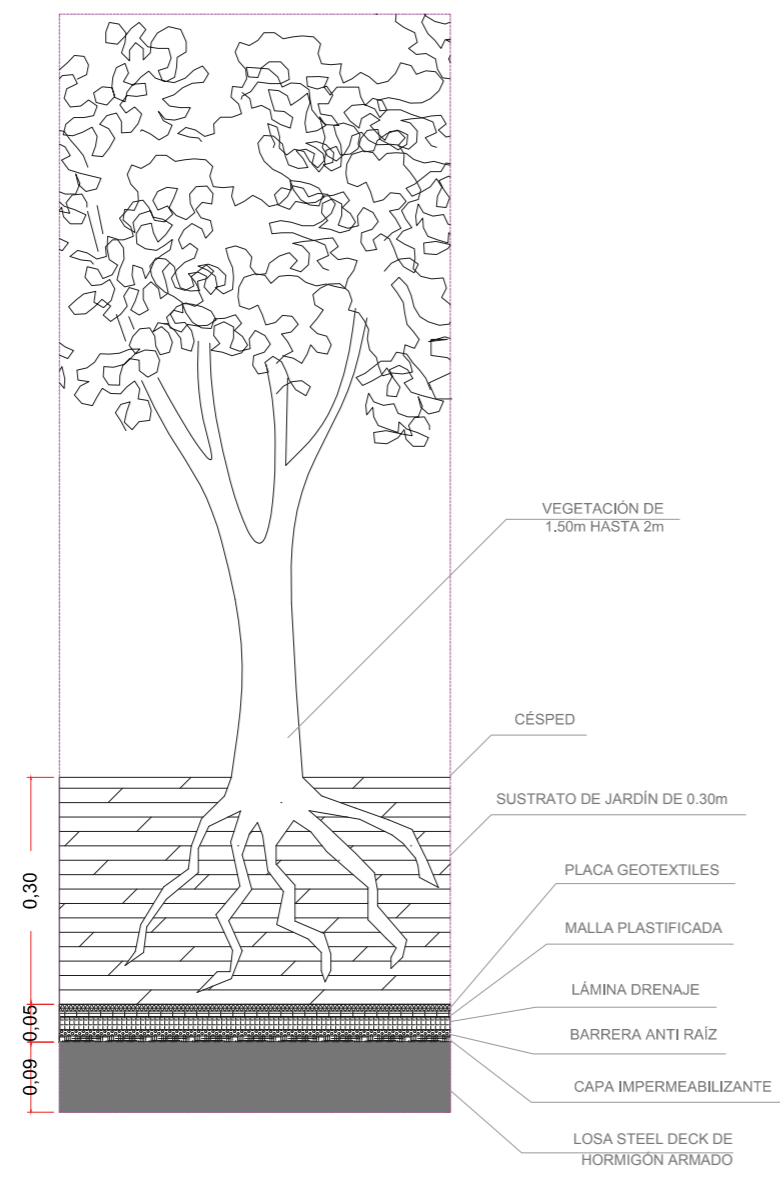 VEGETACIÓN DE
1.50m HASTA 2m
CÉSPED
SUSTRATO DE JARDÍN DE 0.30m
PLACA GEOTEXTILES
0,30
MALLA PLASTIFICADA
LÁMINA DRENAJE
0,05
BARRERA ANTI RAÍZ
0,09
CAPA IMPERMEABILIZANTE
LOSA STEEL DECK DE
HORMIGÓN ARMADO